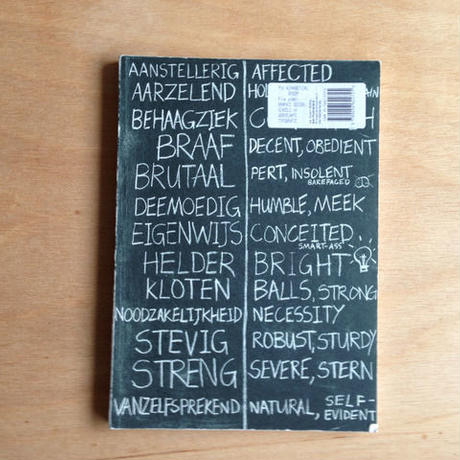 AANSTELLERIG AFFECTED
AARZELEND
BEHAAGZIEK
BRAAF DECENT, OBEDIENT
BRUTAAL PERT, INSOLENT
BAREFACED
DEEMOEDIG HUMBLE, MEEK
EIGENWIJS CONCEITED
SMART-ASS
HELDER BRIGHT
KLOTEN BALLS, STRONG
NOODZAKELIJKHEID NECESSITY
STEVIG ROBUST, STURDY
STRENG SEVERE, STERN
VANZELFSPREKEND NATURAL, SELF-
EVIDENT